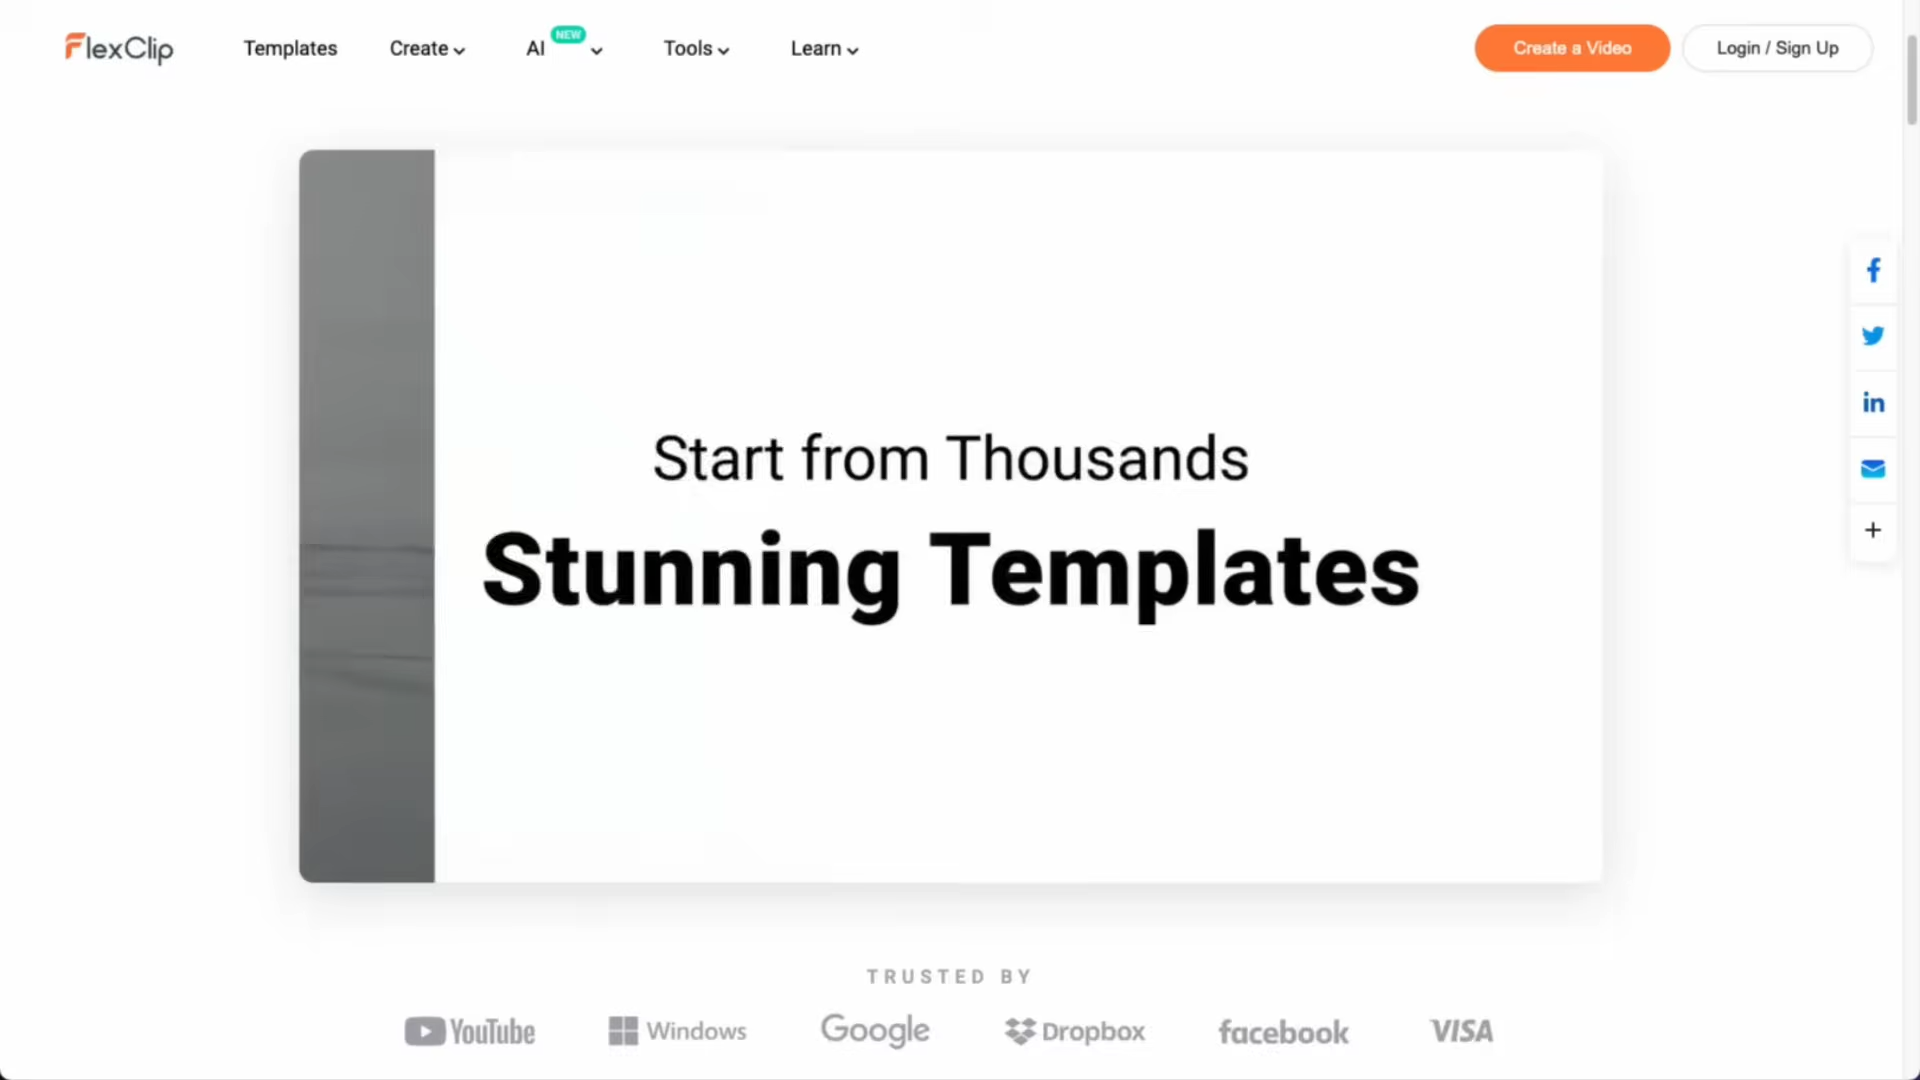 FlexClip
Templates
Create
AI
NEW
Tools
Learn
Create a Video
Login / Sign Up
Start from Thousands
Stunning Templates
TRUSTED BY
YouTube
Windows
Google
Dropbox
facebook
VISA